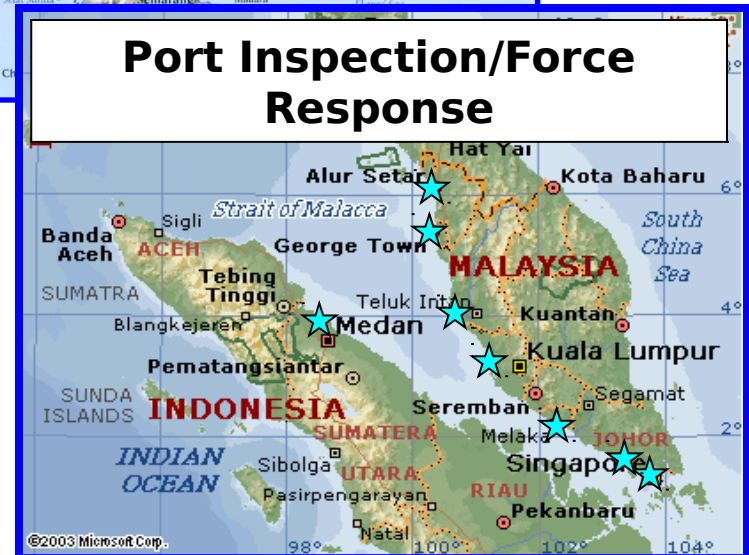 Port Inspection/Force
Response
Hat Yai
Alur Setar
Kota Baharu
6°
Strait of Malacca
Sigli
South
China
Sea
Banda
Aceh
ACEH
George Town
MALAYSIA
Tebing
Tinggi
SUMATRA
Teluk Intan
Kuantan
4°
Blangkejeren
Medan
Kuala Lumpur
Pematangsiantar
SUNDA
ISLANDS
INDONESIA
Seremban
Segamat
SUMATERA
UTARA
Melaka
JOHOR
2°
INDIAN
OCEAN
Sibolga
Singapore
RIAU
Pasirpengarayan
Pekanbaru
Natal
©2003 Microsoft Corp.
98°
100°
102°
104°